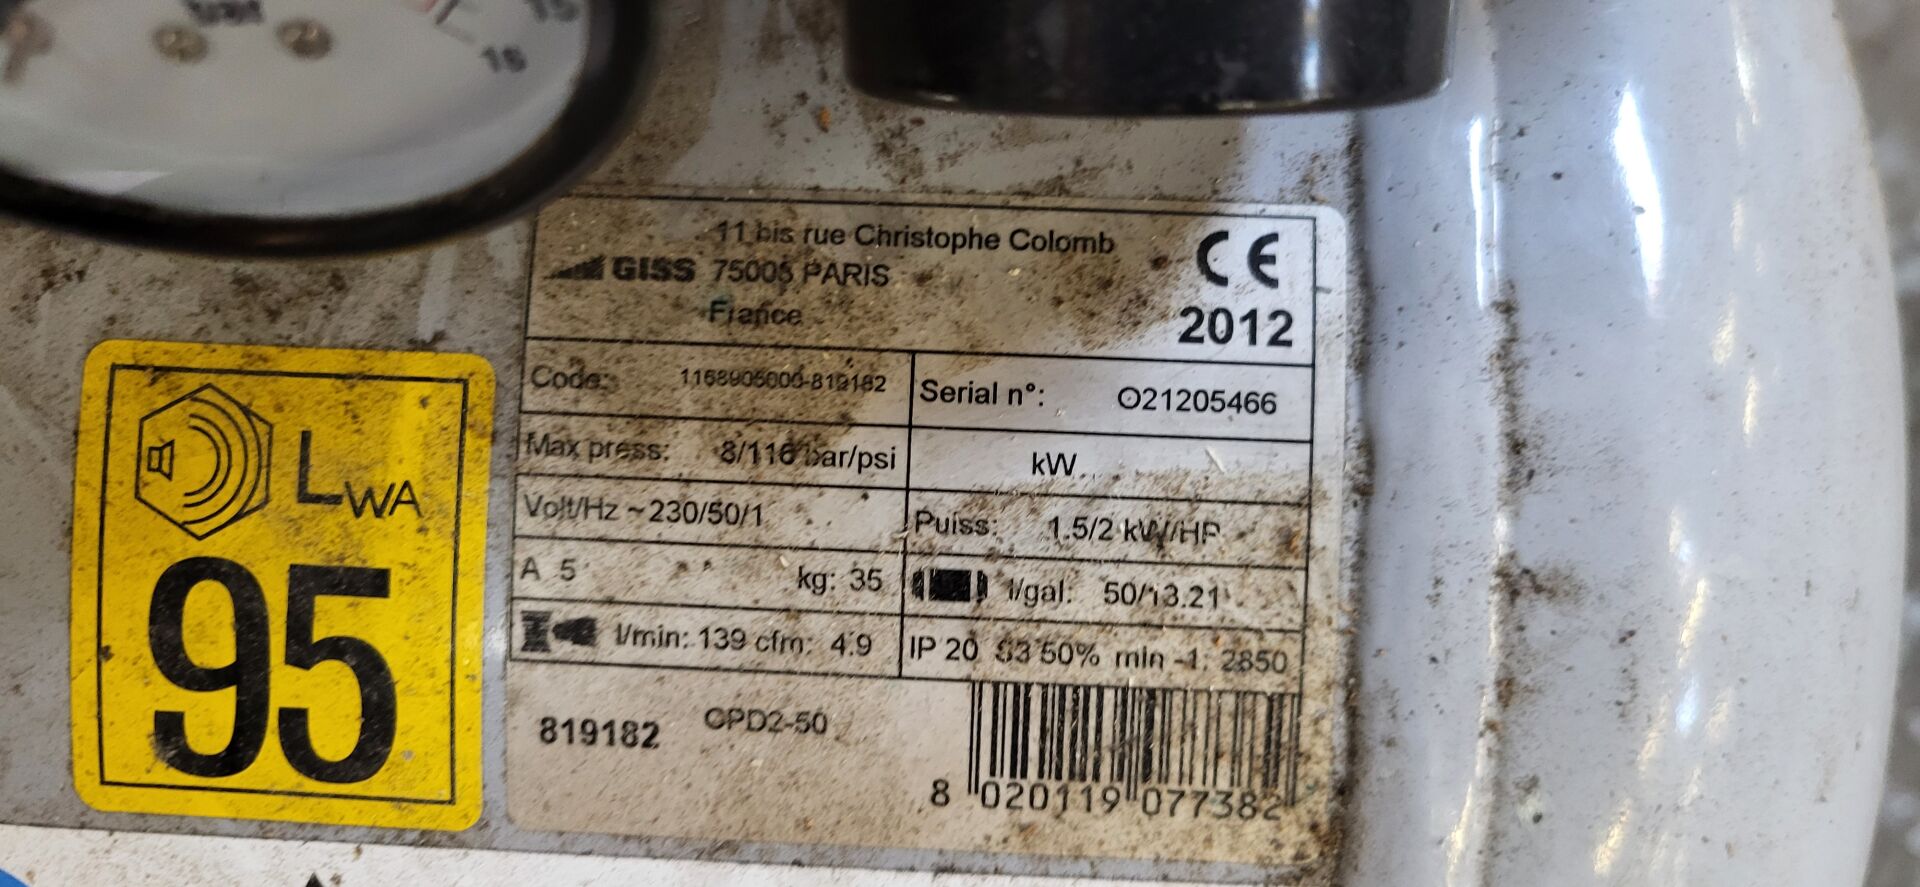 bar
15
16
11 bis rue Christophe Colomb
GISS 75008 PARIS
France
CE
2012
Code: 1168905000-819182
Serial n°: O21205466
Max press: 8/116 bar/psi
kW
Volt/Hz ~230/50/1
Puiss: 1.5/2 kW/HP
A 5 kg: 35
l/gal: 50/13.21
l/min: 139 cfm: 4.9
IP 20 S3 50% min -1: 2850
819182 CPD2-50
8 020119 077382
LWA
95